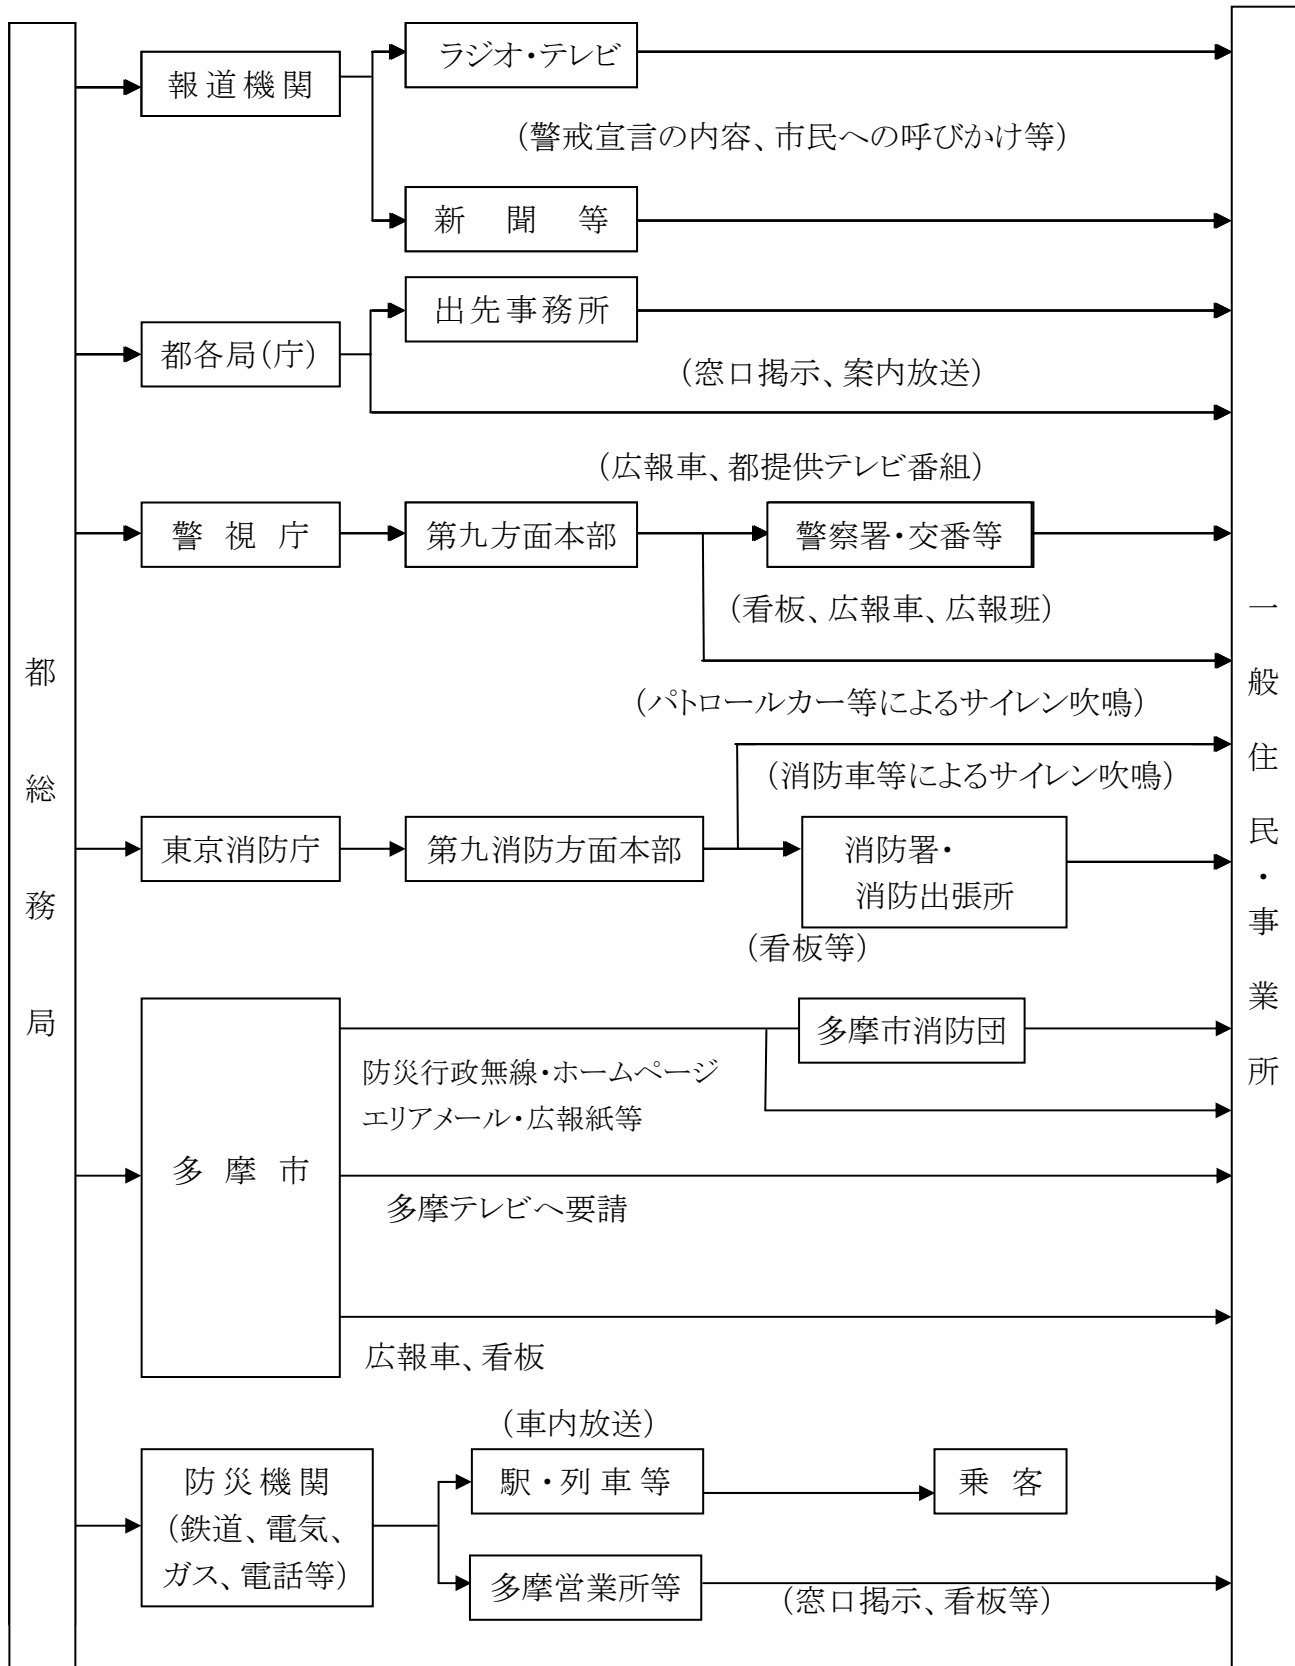 都総務局
報道機関
ラジオ・テレビ
(警戒宣言の内容、市民への呼びかけ等)
新聞等
都各局(庁)
出先事務所
(窓口掲示、案内放送)
(広報車、都提供テレビ番組)
警視庁
第九方面本部
警察署・交番等
(看板、広報車、広報班)
(パトロールカー等によるサイレン吹鳴)
(消防車等によるサイレン吹鳴)
東京消防庁
第九消防方面本部
消防署・
消防出張所
(看板等)
多摩市
多摩市消防団
防災行政無線・ホームページ
エリアメール・広報紙等
多摩テレビへ要請
広報車、看板
(車内放送)
防災機関
(鉄道、電気、
ガス、電話等)
駅・列車等
乗客
多摩営業所等
(窓口掲示、看板等)
一般住民・事業所